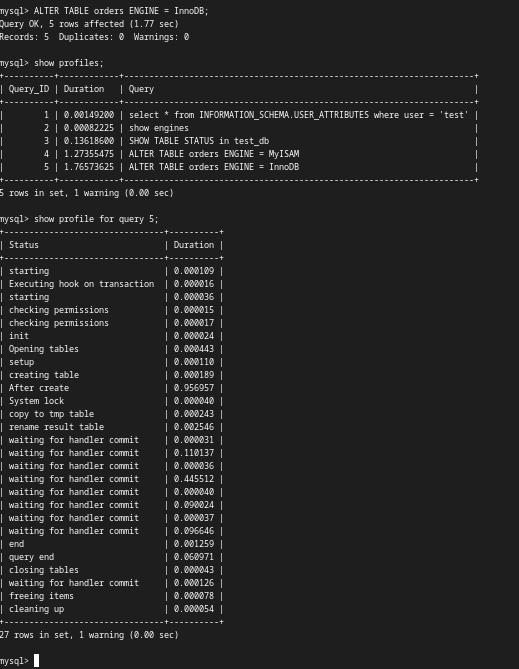 mysql> ALTER TABLE orders ENGINE = InnoDB;
Query OK, 5 rows affected (1.77 sec)
Records: 5  Duplicates: 0  Warnings: 0
mysql> show profiles;
+----------+------------+--------------------------------------------------------------------+
| Query_ID | Duration   | Query                                                              |
+----------+------------+--------------------------------------------------------------------+
|        1 | 0.00149200 | select * from INFORMATION_SCHEMA.USER_ATTRIBUTES where user = 'test' |
|        2 | 0.00082225 | show engines                                                       |
|        3 | 0.13618600 | SHOW TABLE STATUS in test_db                                       |
|        4 | 1.27355475 | ALTER TABLE orders ENGINE = MyISAM                                 |
|        5 | 1.76573625 | ALTER TABLE orders ENGINE = InnoDB                                 |
+----------+------------+--------------------------------------------------------------------+
5 rows in set, 1 warning (0.00 sec)
mysql> show profile for query 5;
+--------------------------------+----------+
| Status                         | Duration |
+--------------------------------+----------+
| starting                       | 0.000109 |
| Executing hook on transaction  | 0.000016 |
| starting                       | 0.000036 |
| checking permissions           | 0.000015 |
| checking permissions           | 0.000017 |
| init                           | 0.000024 |
| Opening tables                 | 0.000443 |
| setup                          | 0.000110 |
| creating table                 | 0.000189 |
| After create                   | 0.956957 |
| System lock                    | 0.000040 |
| copy to tmp table              | 0.000243 |
| rename result table            | 0.002546 |
| waiting for handler commit     | 0.000031 |
| waiting for handler commit     | 0.110137 |
| waiting for handler commit     | 0.000036 |
| waiting for handler commit     | 0.445512 |
| waiting for handler commit     | 0.000040 |
| waiting for handler commit     | 0.090024 |
| waiting for handler commit     | 0.000037 |
| waiting for handler commit     | 0.096646 |
| end                            | 0.001259 |
| query end                      | 0.060971 |
| closing tables                 | 0.000043 |
| waiting for handler commit     | 0.000126 |
| freeing items                  | 0.000078 |
| cleaning up                    | 0.000054 |
+--------------------------------+----------+
27 rows in set, 1 warning (0.00 sec)
mysql>